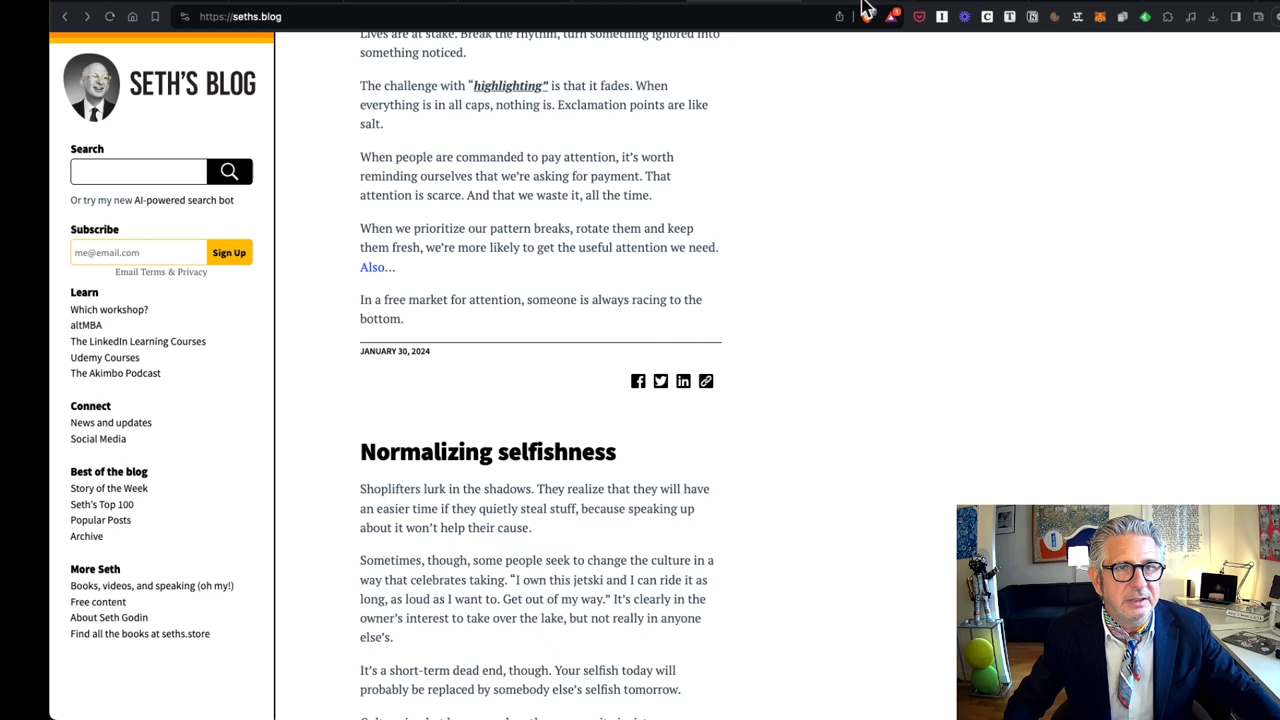 https://seths.blog
SETH'S BLOG
Search
Or try my new AI-powered search bot
Subscribe
me@email.com
Sign Up
Email Terms & Privacy
Learn
Which workshop?
altMBA
The LinkedIn Learning Courses
Udemy Courses
The Akimbo Podcast
Connect
News and updates
Social Media
Best of the blog
Story of the Week
Seth's Top 100
Popular Posts
Archive
More Seth
Books, videos, and speaking (oh my!)
Free content
About Seth Godin
Find all the books at seths.store
Lives are at stake. Break the rhythm, turn something ignored into
something noticed.
The challenge with “highlighting” is that it fades. When
everything is in all caps, nothing is. Exclamation points are like
salt.
When people are commanded to pay attention, it’s worth
reminding ourselves that we’re asking for payment. That
attention is scarce. And that we waste it, all the time.
When we prioritize our pattern breaks, rotate them and keep
them fresh, we’re more likely to get the useful attention we need.
Also…
In a free market for attention, someone is always racing to the
bottom.
JANUARY 30, 2024
Normalizing selfishness
Shoplifters lurk in the shadows. They realize that they will have
an easier time if they quietly steal stuff, because speaking up
about it won’t help their cause.
Sometimes, though, some people seek to change the culture in a
way that celebrates taking. “I own this jetski and I can ride it as
long, as loud as I want to. Get out of my way.” It’s clearly in the
owner’s interest to take over the lake, but not really in anyone
else’s.
It’s a short-term dead end, though. Your selfish today will
probably be replaced by somebody else’s selfish tomorrow.